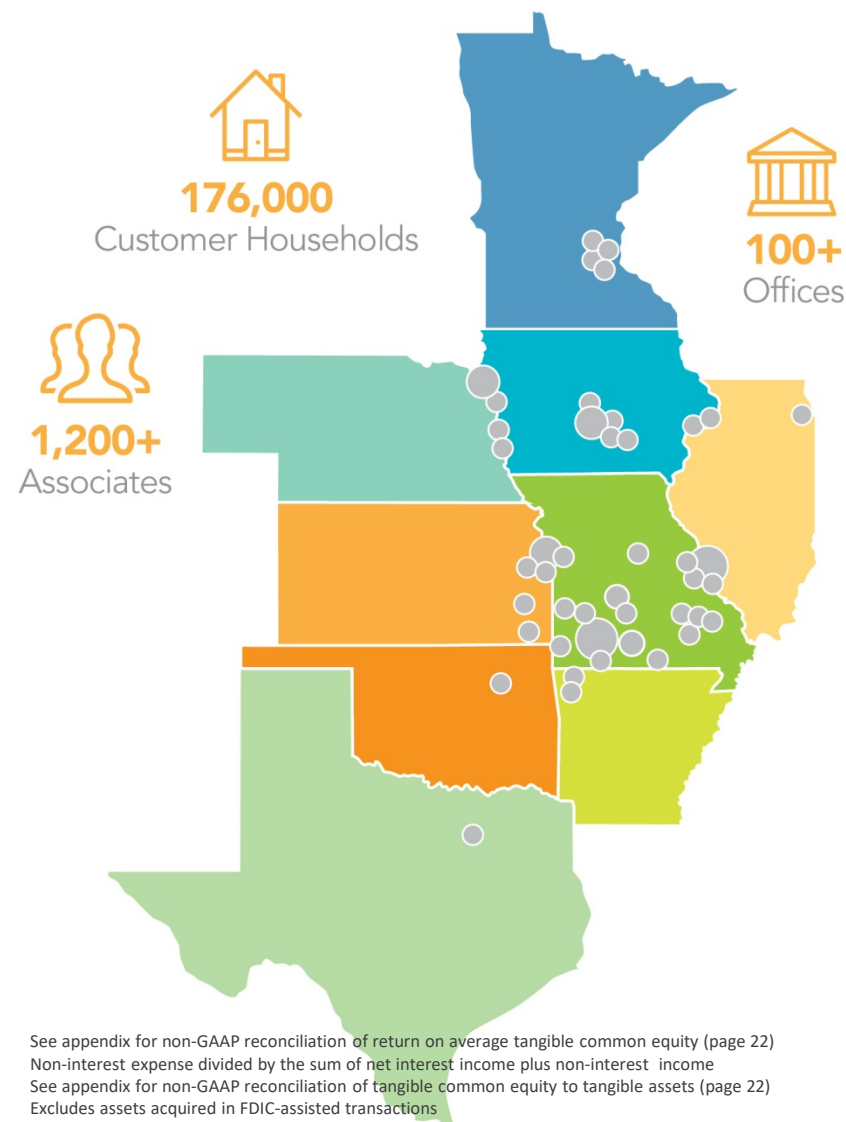 176,000
Customer Households
100+
Offices
1,200+
Associates
See appendix for non-GAAP reconciliation of return on average tangible common equity (page 22)
Non-interest expense divided by the sum of net interest income plus non-interest income
See appendix for non-GAAP reconciliation of tangible common equity to tangible assets (page 22)
Excludes assets acquired in FDIC-assisted transactions